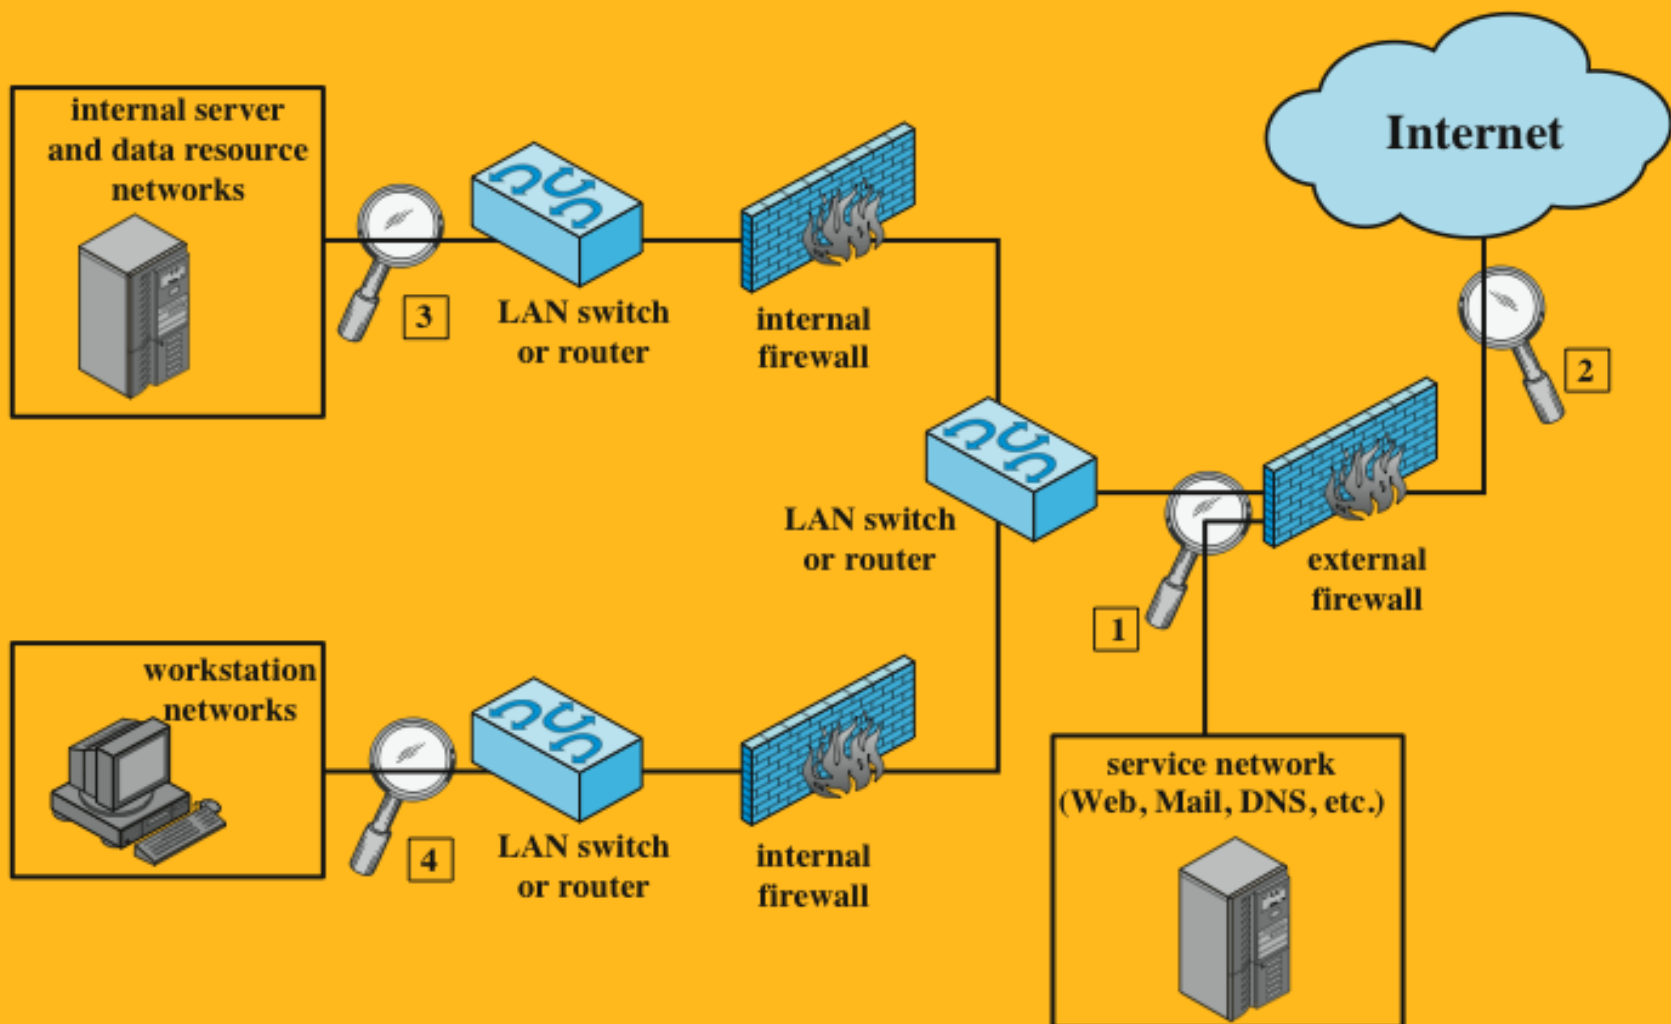 internal server
and data resource
networks
3
LAN switch
or router
internal
firewall
Internet
2
LAN switch
or router
external
firewall
1
workstation
networks
4
LAN switch
or router
internal
firewall
service network
(Web, Mail, DNS, etc.)